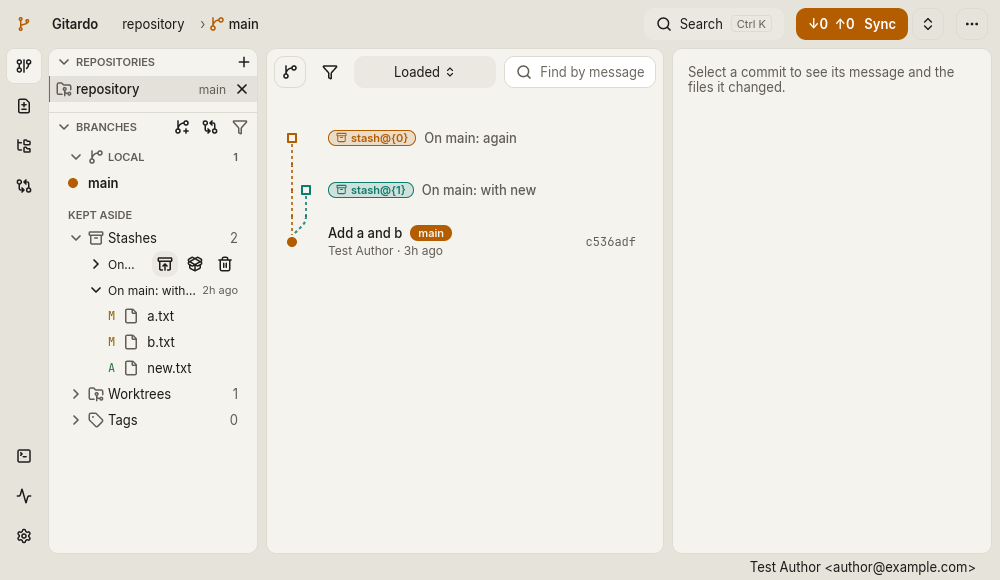 Gitardo repository main Search Ctrl K ↓0 ↑0 Sync
REPOSITORIES
repository main
BRANCHES
LOCAL 1
main
KEPT ASIDE
Stashes 2
On...
On main: with... 2h ago
M a.txt
M b.txt
A new.txt
Worktrees 1
Tags 0
Loaded Find by message
stash@{0} On main: again
stash@{1} On main: with new
Add a and b main
Test Author · 3h ago c536adf
Select a commit to see its message and the
files it changed.
Test Author <author@example.com>